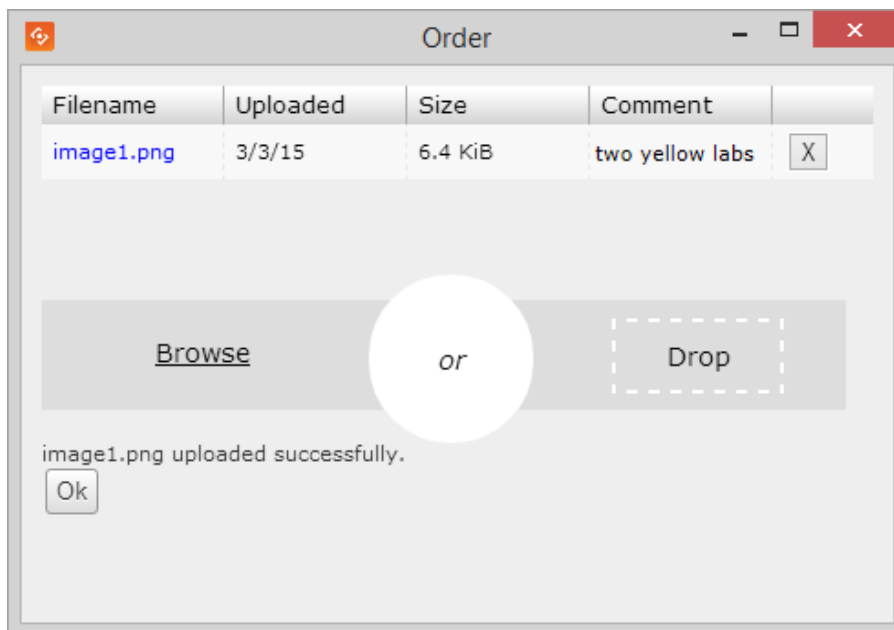 Order
Filename Uploaded Size Comment
image1.png 3/3/15 6.4 KiB two yellow labs X
Browse or Drop
image1.png uploaded successfully.
Ok